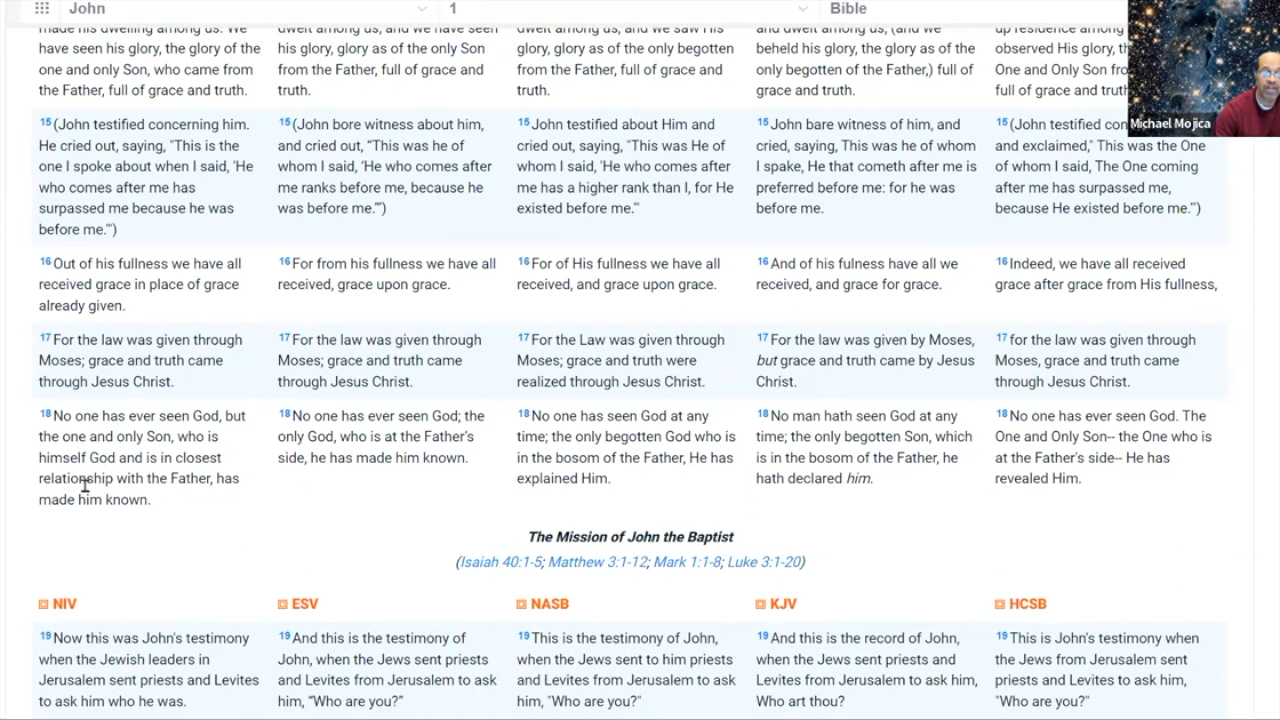 John
1
Bible
made his dwelling among us. We
have seen his glory, the glory of the
one and only Son, who came from
the Father, full of grace and truth.
dwelt among us, and we have seen
his glory, glory as of the only Son
from the Father, full of grace and
truth.
dwelt among us, and we saw His
glory, glory as of the only begotten
from the Father, full of grace and
truth.
and dwelt among us, (and we
beheld his glory, the glory as of the
only begotten of the Father,) full of
grace and truth.
up residence among
observed His glory,
One and Only Son
full of grace and
Michael Mojica
15 (John testified concerning him.
He cried out, saying, "This is the
one I spoke about when I said, 'He
who comes after me has
surpassed me because he was
before me.'")
15 (John bore witness about him,
and cried out, “This was he of
whom I said, ‘He who comes after
me ranks before me, because he
was before me.’”)
15 John testified about Him and
cried out, saying, "This was He of
whom I said, 'He who comes after
me has a higher rank than I, for He
existed before me.'"
15 John bare witness of him, and
cried, saying, This was he of whom
I spake, He that cometh after me is
preferred before me: for he was
before me.
15 (John testified
and exclaimed," This was the One
of whom I said, The One coming
after me has surpassed me,
because He existed before me.'")
16 Out of his fullness we have all
received grace in place of grace
already given.
16 For from his fullness we have all
received, grace upon grace.
16 For of His fullness we have all
received, and grace upon grace.
16 And of his fulness have all we
received, and grace for grace.
16 Indeed, we have all received
grace after grace from His fullness,
17 For the law was given through
Moses; grace and truth came
through Jesus Christ.
17 For the law was given through
Moses; grace and truth came
through Jesus Christ.
17 For the Law was given through
Moses; grace and truth were
realized through Jesus Christ.
17 For the law was given by Moses,
but grace and truth came by Jesus
Christ.
17 for the law was given through
Moses, grace and truth came
through Jesus Christ.
18 No one has ever seen God, but
the one and only Son, who is
himself God and is in closest
relationship with the Father, has
made him known.
18 No one has ever seen God; the
only God, who is at the Father’s
side, he has made him known.
18 No one has seen God at any
time; the only begotten God who is
in the bosom of the Father, He has
explained Him.
18 No man hath seen God at any
time; the only begotten Son, which
is in the bosom of the Father, he
hath declared him.
18 No one has ever seen God. The
One and Only Son-- the One who is
at the Father's side-- He has
revealed Him.
The Mission of John the Baptist
(Isaiah 40:1-5; Matthew 3:1-12; Mark 1:1-8; Luke 3:1-20)
NIV
ESV
NASB
KJV
HCSB
19 Now this was John's testimony
when the Jewish leaders in
Jerusalem sent priests and Levites
to ask him who he was.
19 And this is the testimony of
John, when the Jews sent priests
and Levites from Jerusalem to ask
him, “Who are you?”
19 This is the testimony of John,
when the Jews sent to him priests
and Levites from Jerusalem to ask
him, "Who are you?"
19 And this is the record of John,
when the Jews sent priests and
Levites from Jerusalem to ask him,
Who art thou?
19 This is John's testimony when
the Jews from Jerusalem sent
priests and Levites to ask him,
"Who are you?"